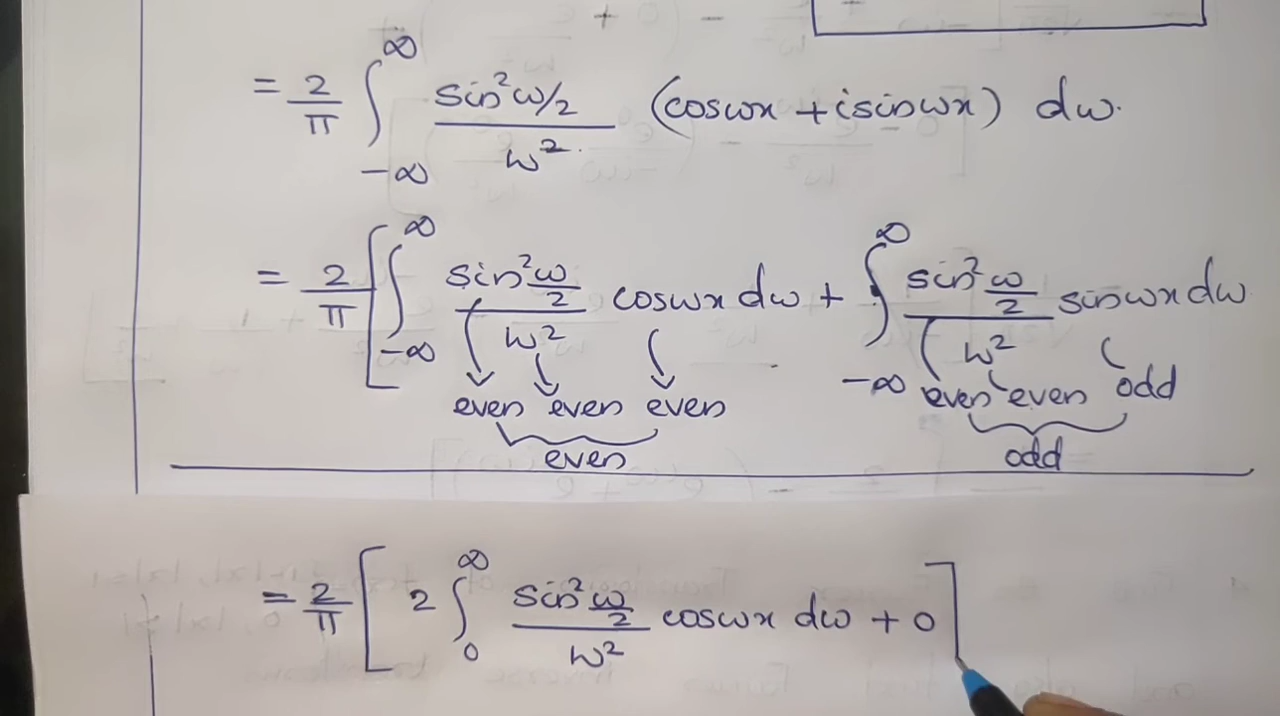 + -
= 2/π ∫_{-∞}^{∞} sin²ω/2 / ω² (cosωx + isinωx) dω.
= 2/π [ ∫_{-∞}^{∞} sin²ω/2 / ω² cosωx dω + ∫_{-∞}^{∞} sin²ω/2 / ω² sinωx dω
even even even even even odd
even odd
= 2/π [ 2 ∫_{0}^{∞} sin²ω/2 / ω² cosωx dω + 0 ]